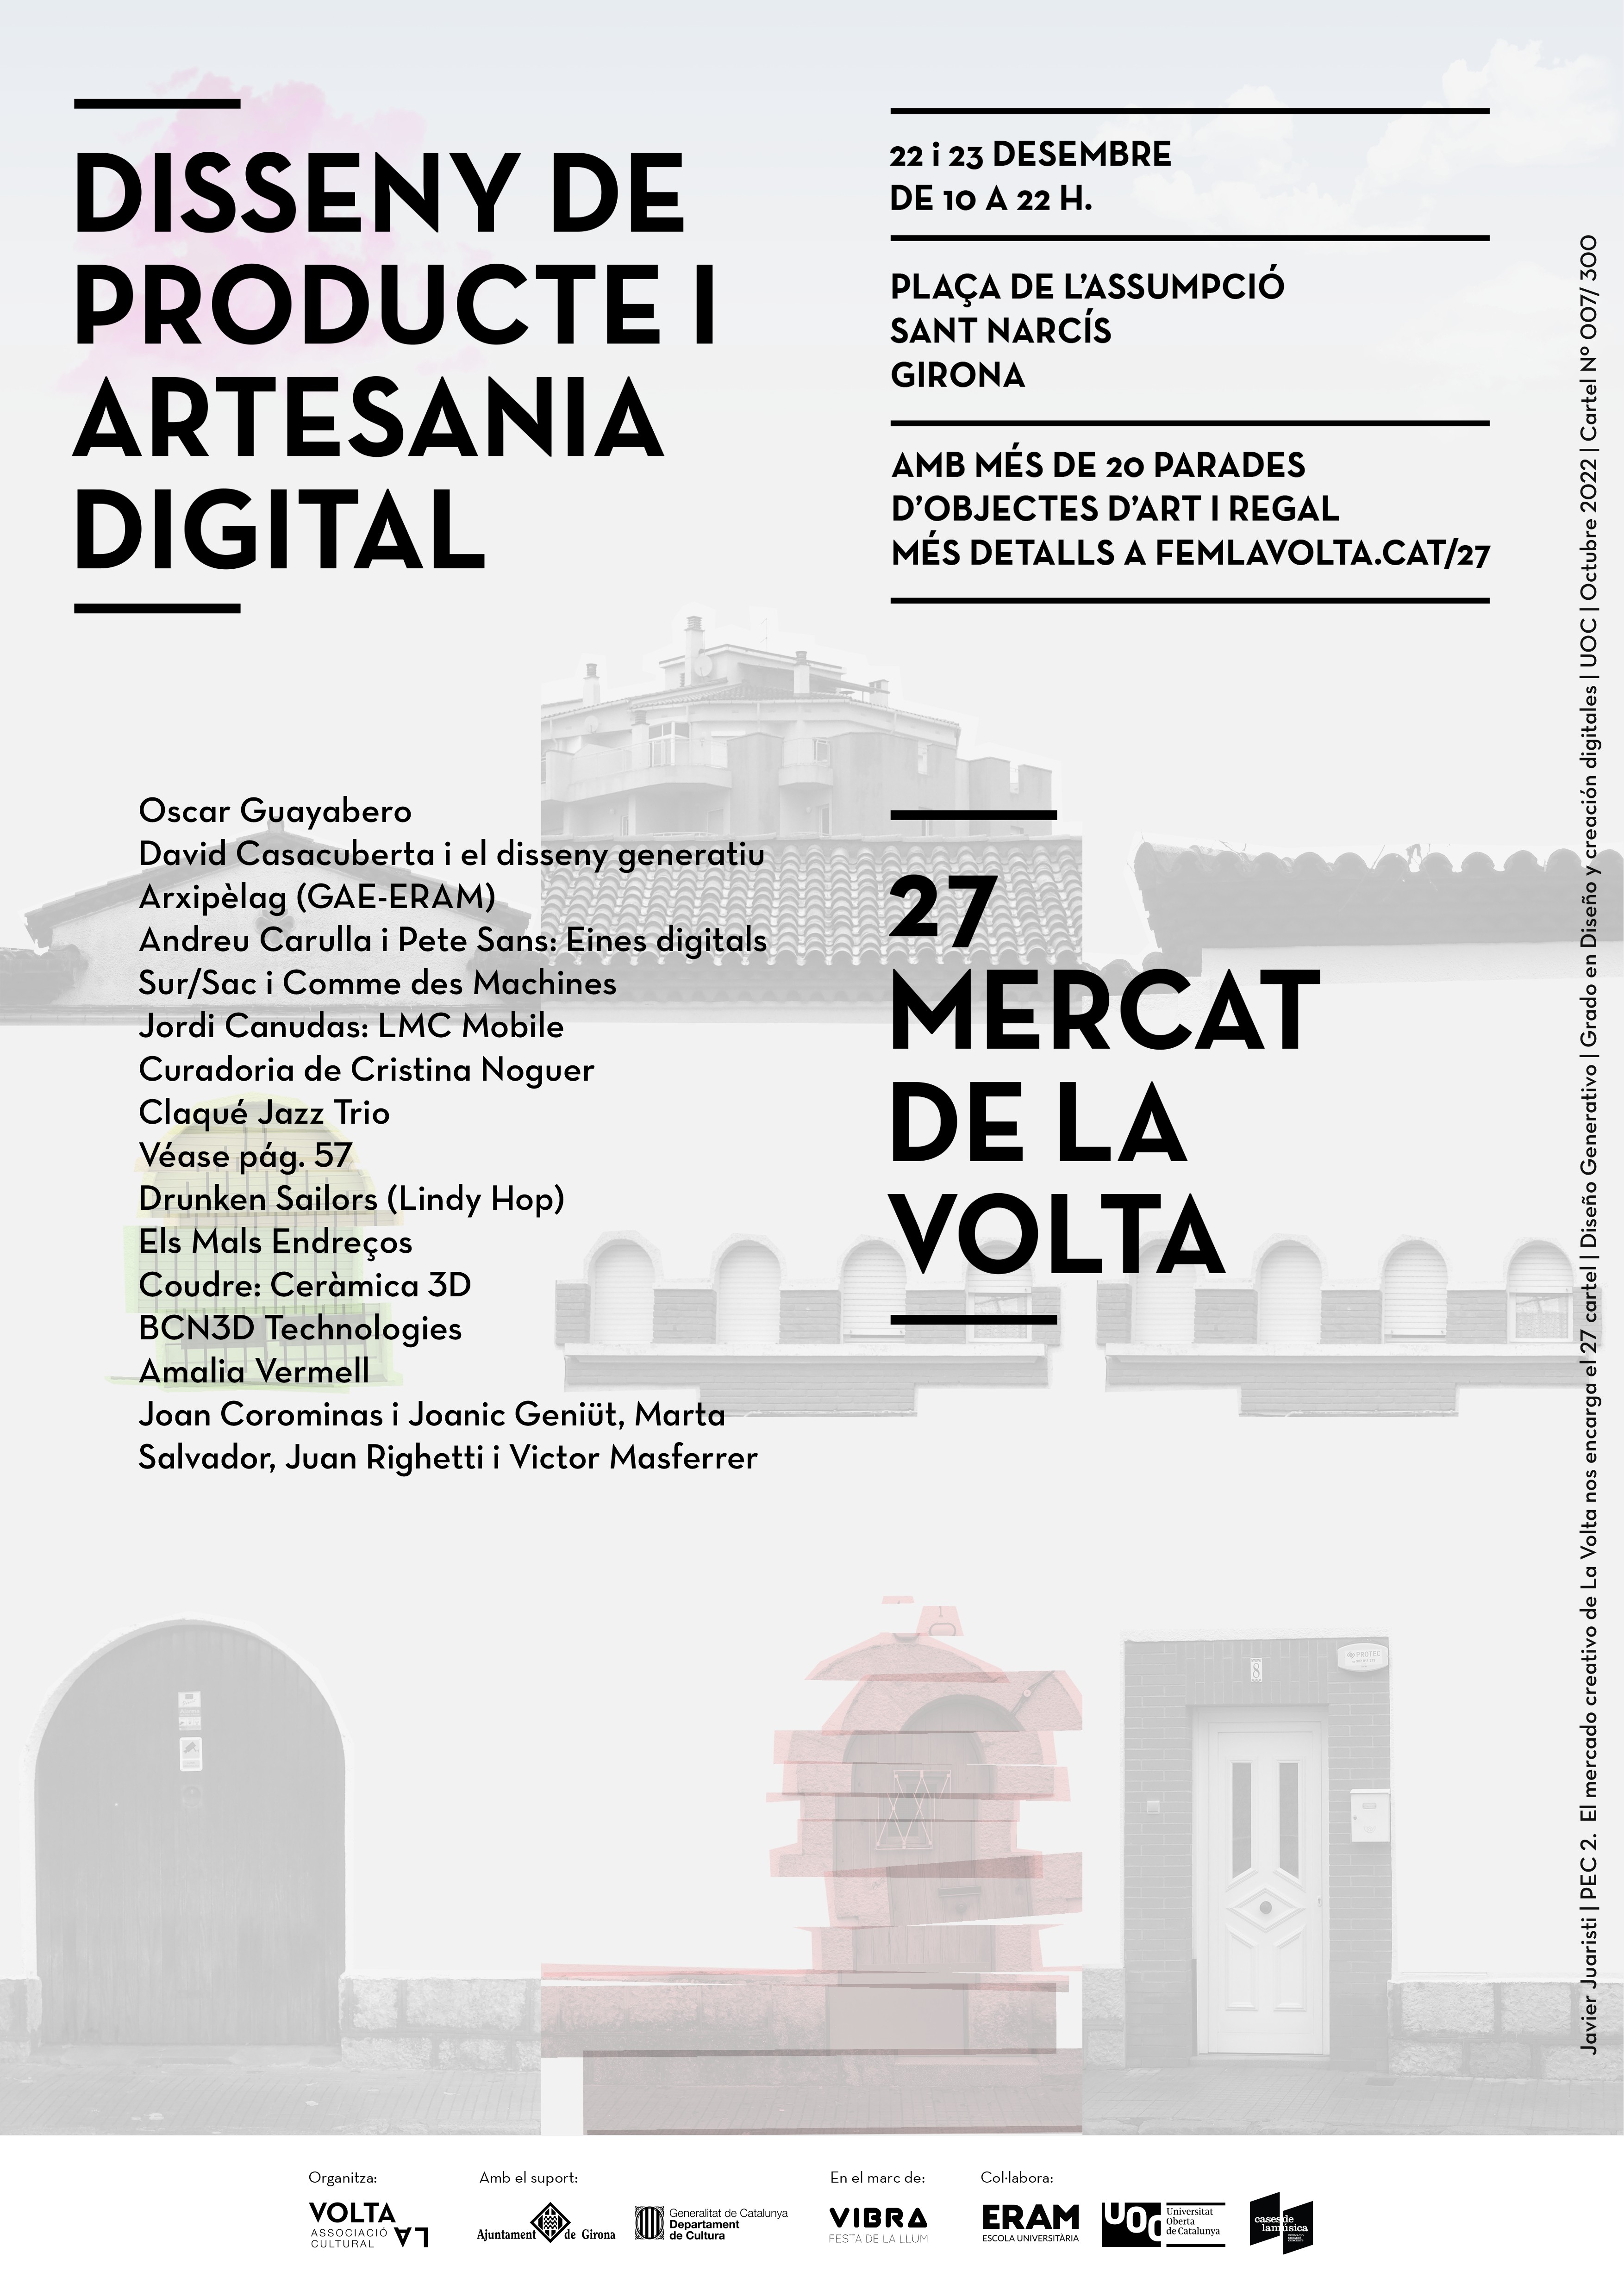 DISSENY DE
PRODUCTE I
ARTESANIA
DIGITAL
22 i 23 DESEMBRE
DE 10 A 22 H.
PLAÇA DE L'ASSUMPCIÓ
SANT NARCÍS
GIRONA
AMB MÉS DE 20 PARADES
D'OBJECTES D'ART I REGAL
MÉS DETALLS A FEMLAVOLTA.CAT/27
Oscar Guayabero
David Casacuberta i el disseny generatiu
Arxipèlag (GAE-ERAM)
Andreu Carulla i Pete Sans: Eines digitals
Sur/Sac i Comme des Machines
Jordi Canudas: LMC Mobile
Curadoria de Cristina Noguer
Claqué Jazz Trio
Véase pág. 57
Drunken Sailors (Lindy Hop)
Els Mals Endreços
Coudre: Ceràmica 3D
BCN3D Technologies
Amalia Vermell
Joan Corominas i Joanic Geniüt, Marta
Salvador, Juan Righetti i Victor Masferrer
27
MERCAT
DE LA
VOLTA
Javier Juaristi | PEC 2. El mercado creativo de La Volta nos encarga el 27 cartel | Diseño Generativo | Grado en Diseño y creación digitales | UOC | Octubre 2022 | Cartel Nº 007/ 300
8
PROTEC
Organitza:
VOLTA
ASSOCIACIÓ
CULTURAL
LA
Amb el suport:
Ajuntament de Girona
Generalitat de Catalunya
Departament
de Cultura
En el marc de:
VIBRA
FESTA DE LA LLUM
Col·labora:
ERAM
ESCOLA UNIVERSITÀRIA
UOC
Universitat
Oberta
de Catalunya
cases de
la música